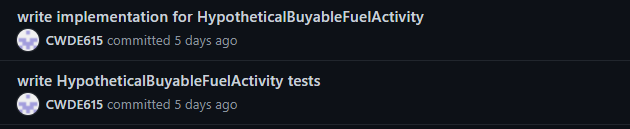 write implementation for HypotheticalBuyableFuelActivity
CWDE615 committed 5 days ago
write HypotheticalBuyableFuelActivity tests
CWDE615 committed 5 days ago